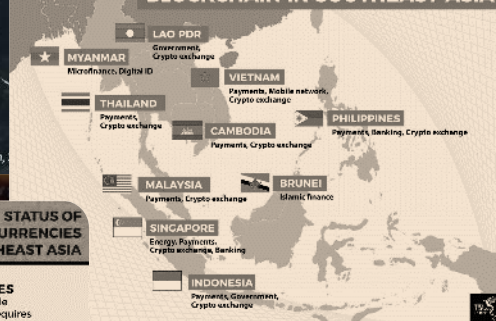 BLOCKCHAIN IN SOUTHEAST ASIA
LAO PDR
Government,
Crypto exchange
MYANMAR
Microfinance, Digital ID
VIETNAM
Payments, Mobile network,
Crypto exchange
THAILAND
Payments,
Crypto exchange
PHILIPPINES
Payments, Banking, Crypto exchange
CAMBODIA
Payments, Crypto exchange
MALAYSIA
Payments, Crypto exchange
BRUNEI
Islamic finance
STATUS OF
URRENCIES
HEAST ASIA
SINGAPORE
Energy, Payments,
Crypto exchange, Banking
INDONESIA
Payments, Government,
Crypto exchange
ES
equires